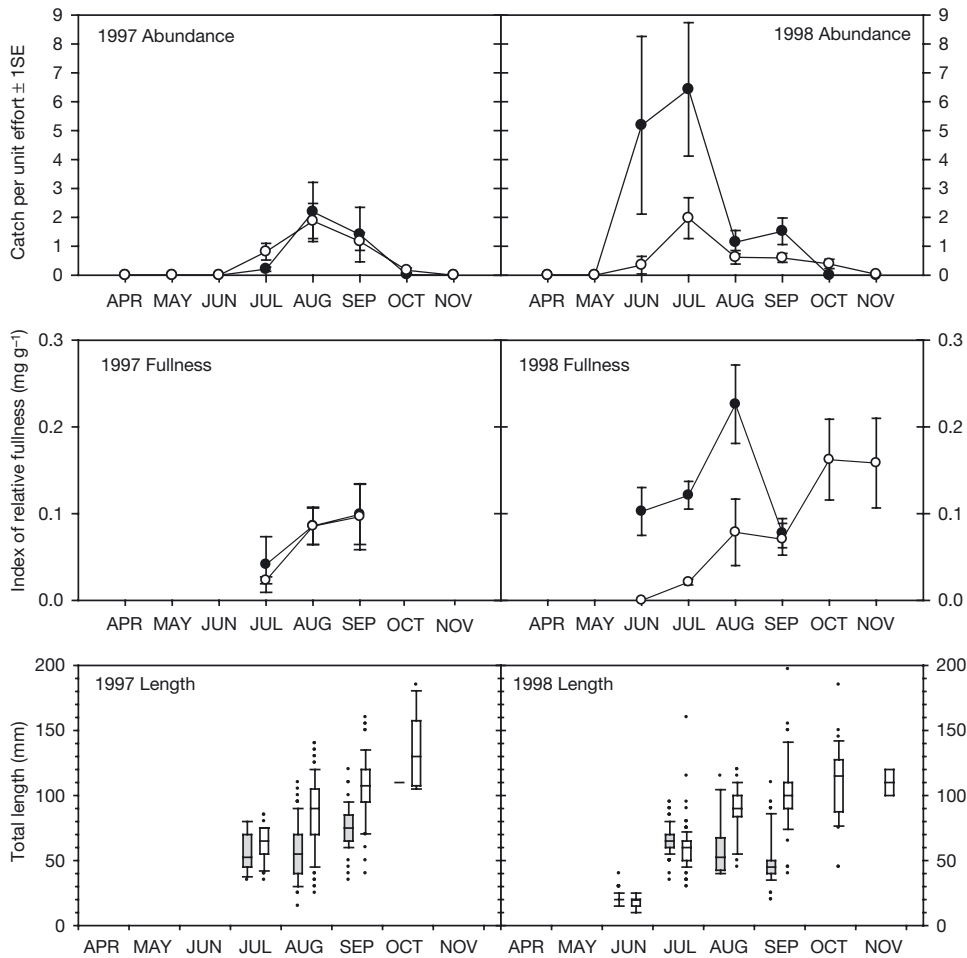 1997 Abundance
1998 Abundance
Catch per unit effort ± 1SE
9
8
7
6
5
4
3
2
1
0
9
8
7
6
5
4
3
2
1
0
APR MAY JUN JUL AUG SEP OCT NOV
APR MAY JUN JUL AUG SEP OCT NOV
1997 Fullness
1998 Fullness
Index of relative fullness (mg g⁻¹)
0.3
0.2
0.1
0.0
0.3
0.2
0.1
0.0
APR MAY JUN JUL AUG SEP OCT NOV
APR MAY JUN JUL AUG SEP OCT NOV
1997 Length
1998 Length
Total length (mm)
200
150
100
50
0
200
150
100
50
0
APR MAY JUN JUL AUG SEP OCT
APR MAY JUN JUL AUG SEP OCT NOV